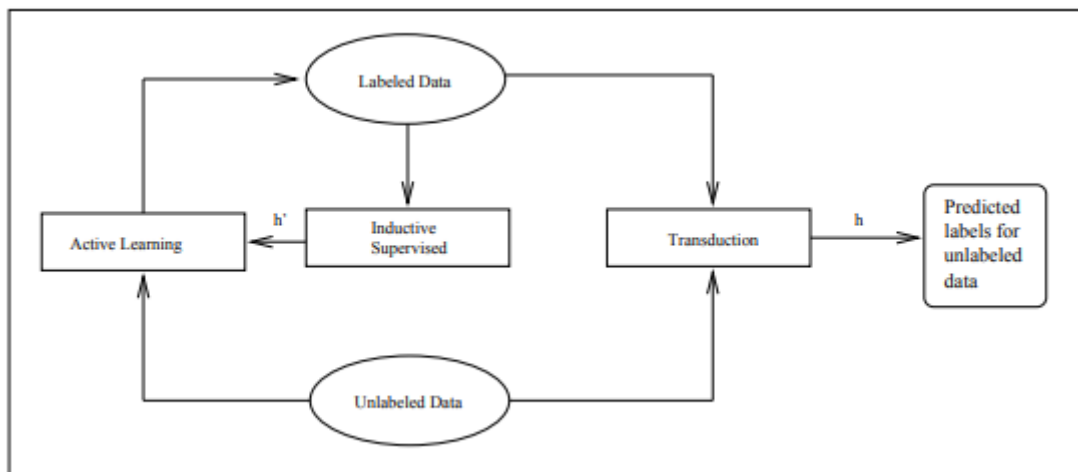 Labeled Data
h'
Inductive
Supervised
Active Learning
Transduction
h
Predicted
labels for
unlabeled
data
Unlabeled Data